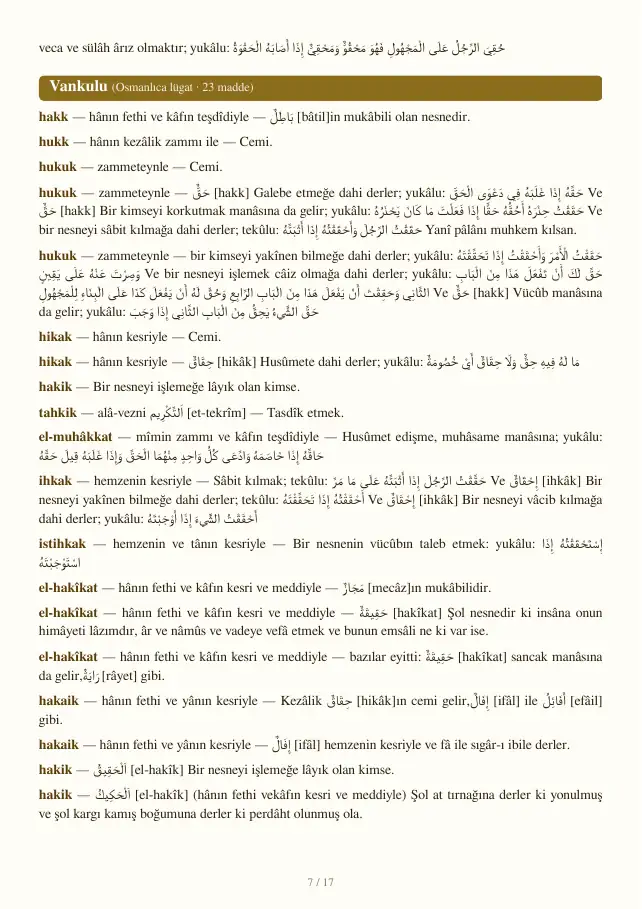 veca ve sülâh ârız olmaktır; yukâlu: حُقِيَ الرَّجُلُ عَلَى الْمَجْهُولِ فَهُوَ مَحْقُوٌّ وَمَحْقِيٌّ إِذَا أَصَابَهُ الْحَقْوَةُ
Vankulu (Osmanlıca lügat · 23 madde)
hakk — hânın fethi ve kâfın teşdîdiyle — بَاطِلٌ [bâtil]in mukâbili olan nesnedir.
hukk — hânın kezâlik zammı ile — Cemi.
hukuk — zammeteynle — Cemi.
hukuk — zammeteynle — حَقٌّ [hakk] Galebe etmeğe dahi derler; yukâlu: حَقَّهُ إِذَا غَلَبَهُ فِي دَعْوَى الْحَقِّ Ve
حَقٌّ [hakk] Bir kimseyi korkutmak manâsına da gelir; yukâlu: حَقَقْتُ حِذْرَهُ أَحُقُّهُ حَقًّا إِذَا فَعَلْتَ مَا كَانَ يَحْذَرُهُ Ve
bir nesneyi sâbit kılmağa dahi derler; tekûlu: حَقَقْتُ الرَّجُلَ وَأَحْقَقْتُهُ إِذَا أَثْبَتَّهُ Yanî pâlânı muhkem kılsan.
hukuk — zammeteynle — bir kimseyi yakînen bilmeğe dahi derler; yukâlu: حَقَقْتُ الْأَمْرَ وَأَحْقَقْتُ إِذَا تَحَقَّقْتَهُ
وَصِرْتَ عَنْهُ عَلَى يَقِينٍ Ve bir nesneyi işlemek câiz olmağa dahi derler; yukâlu: حَقَّ لَكَ أَنْ تَفْعَلَ هَذَا مِنَ الْبَابِ
الثَّانِي وَحَقِقْتَ أَنْ يَفْعَلَ هَذَا مِنَ الْبَابِ الرَّابِعِ وَحُقَّ لَهُ أَنْ يَفْعَلَ كَذَا عَلَى الْبِنَاءِ لِلْمَجْهُولِ Ve حَقٌّ [hakk] Vücûb manâsına
da gelir; yukâlu: حَقَّ الشَّيْءُ يَحِقُّ مِنَ الْبَابِ الثَّانِي إِذَا وَجَبَ
hikak — hânın kesriyle — Cemi.
hikak — hânın kesriyle — حِقَاقٌ [hikâk] Husûmete dahi derler; yukâlu: مَا لَهُ فِيهِ حِقٌّ وَلَا حِقَاقٌ أَيْ خُصُومَةٌ
hakik — Bir nesneyi işlemeğe lâyık olan kimse.
tahkik — alâ-vezni اَلتَّكْرِيم [et-tekrîm] — Tasdîk etmek.
el-muhâkkat — mîmin zammı ve kâfın teşdîdiyle — Husûmet edişme, muhâsame manâsına; yukâlu:
حَاقَّهُ إِذَا خَاصَمَهُ وَادْعَى كُلُّ وَاحِدٍ مِنْهُمَا الْحَقَّ وَإِذَا غَلَبَهُ قِيلَ حَقَّهُ
ihkak — hemzenin kesriyle — Sâbit kılmak; tekûlu: حَقَّقْتُ الرَّجُلَ إِذَا أَثْبَتَّهُ عَلَى مَا مَرَّ Ve إِحْقَاقٌ [ihkâk] Bir
nesneyi yakînen bilmeğe dahi derler; tekûlu: أَحْقَقْتُهُ إِذَا تَحَقَّقْتَهُ Ve إِحْقَاقٌ [ihkâk] Bir nesneyi vâcib kılmağa
dahi derler; yukâlu: أَحْقَقْتُ الشَّيْءَ إِذَا أَوْجَبْتَهُ
istihkak — hemzenin ve tânın kesriyle — Bir nesnenin vücûbın taleb etmek: yukâlu: إِسْتَحْقَقْتُهُ إِذَا
اسْتَوْجَبْتَهُ
el-hakîkat — hânın fethi ve kâfın kesri ve meddiyle — مَجَازٌ [mecâz]ın mukâbilidir.
el-hakîkat — hânın fethi ve kâfın kesri ve meddiyle — حَقِيقَةٌ [hakîkat] Şol nesnedir ki insâna onun
himâyeti lâzımdır, âr ve nâmûs ve vadeye vefâ etmek ve bunun emsâli ne ki var ise.
el-hakîkat — hânın fethi ve kâfın kesri ve meddiyle — bazılar eyitti: حَقِيقَةٌ [hakîkat] sancak manâsına
da gelir,رَايَةٌ [râyet] gibi.
hakaik — hânın fethi ve yânın kesriyle — Kezâlik حِقَاقٌ [hikâk]ın cemi gelir,إِفَالٌ [ifâl] ile أَفَائِلُ [efâil]
gibi.
hakaik — hânın fethi ve yânın kesriyle — إِفَالٌ [ifâl] hemzenin kesriyle ve fâ ile sıgâr-ı ibile derler.
hakik — اَلْحَقِيقُ [el-hakîk] Bir nesneyi işlemeğe lâyık olan kimse.
hakik — اَلْحَكِيكُ [el-hakîk] (hânın fethi vekâfın kesri ve meddiyle) Şol at tırnağına derler ki yonulmuş
ve şol kargı kamış boğumuna derler ki perdâht olunmuş ola.
7 / 17